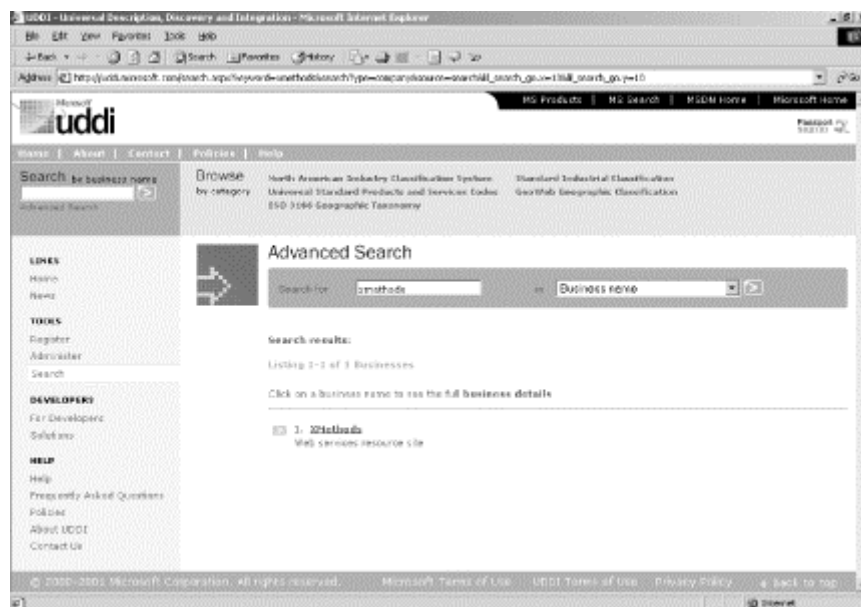 UDDI - Universal Description, Discovery and Integration - Microsoft Internet Explorer
File Edit View Favorites Tools Help
Back Search Favorites History
Address
MS Products | MS Search | MSDN Home | Microsoft Home
Microsoft
uddi
Passport
Home | About | Contact | Policies | Help
Search by business name
Advanced Search
Browse
by category
North American Industry Classification System
Universal Standard Products and Services Codes
ISO 3166 Geographic Taxonomy
Standard Industrial Classification
GeoWeb Geographic Classification
LINKS
Home
News
TOOLS
Register
Administer
Search
DEVELOPERS
For Developers
Solutions
HELP
Help
Frequently Asked Questions
Policies
About UDDI
Contact Us
Advanced Search
Search for xmethods in Business name
Search results:
Listing 1-1 of 1 Businesses
Click on a business name to see the full business details
1. XMethods
Web services resource site
© 2000-2001 Microsoft Corporation. All rights reserved. Microsoft Terms of Use UDDI Terms of Use Privacy Policy back to top
Internet